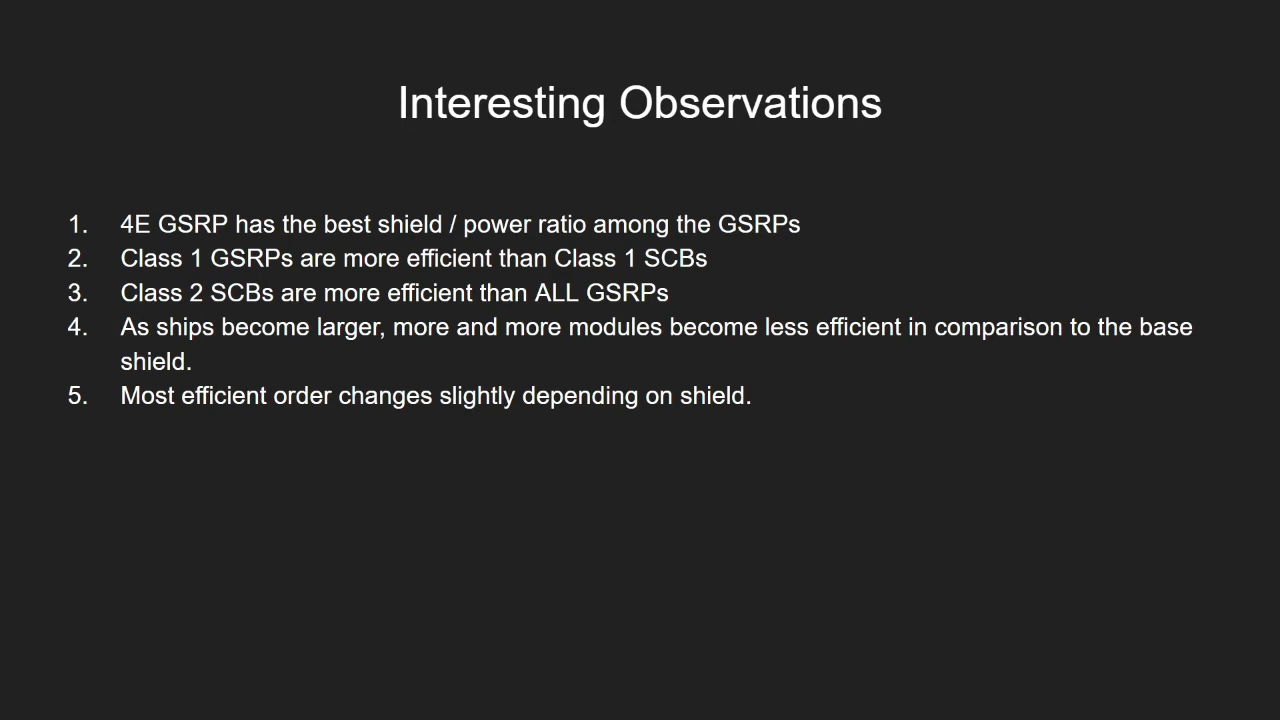 Interesting Observations
1. 4E GSRP has the best shield / power ratio among the GSRPs
2. Class 1 GSRPs are more efficient than Class 1 SCBs
3. Class 2 SCBs are more efficient than ALL GSRPs
4. As ships become larger, more and more modules become less efficient in comparison to the base
shield.
5. Most efficient order changes slightly depending on shield.